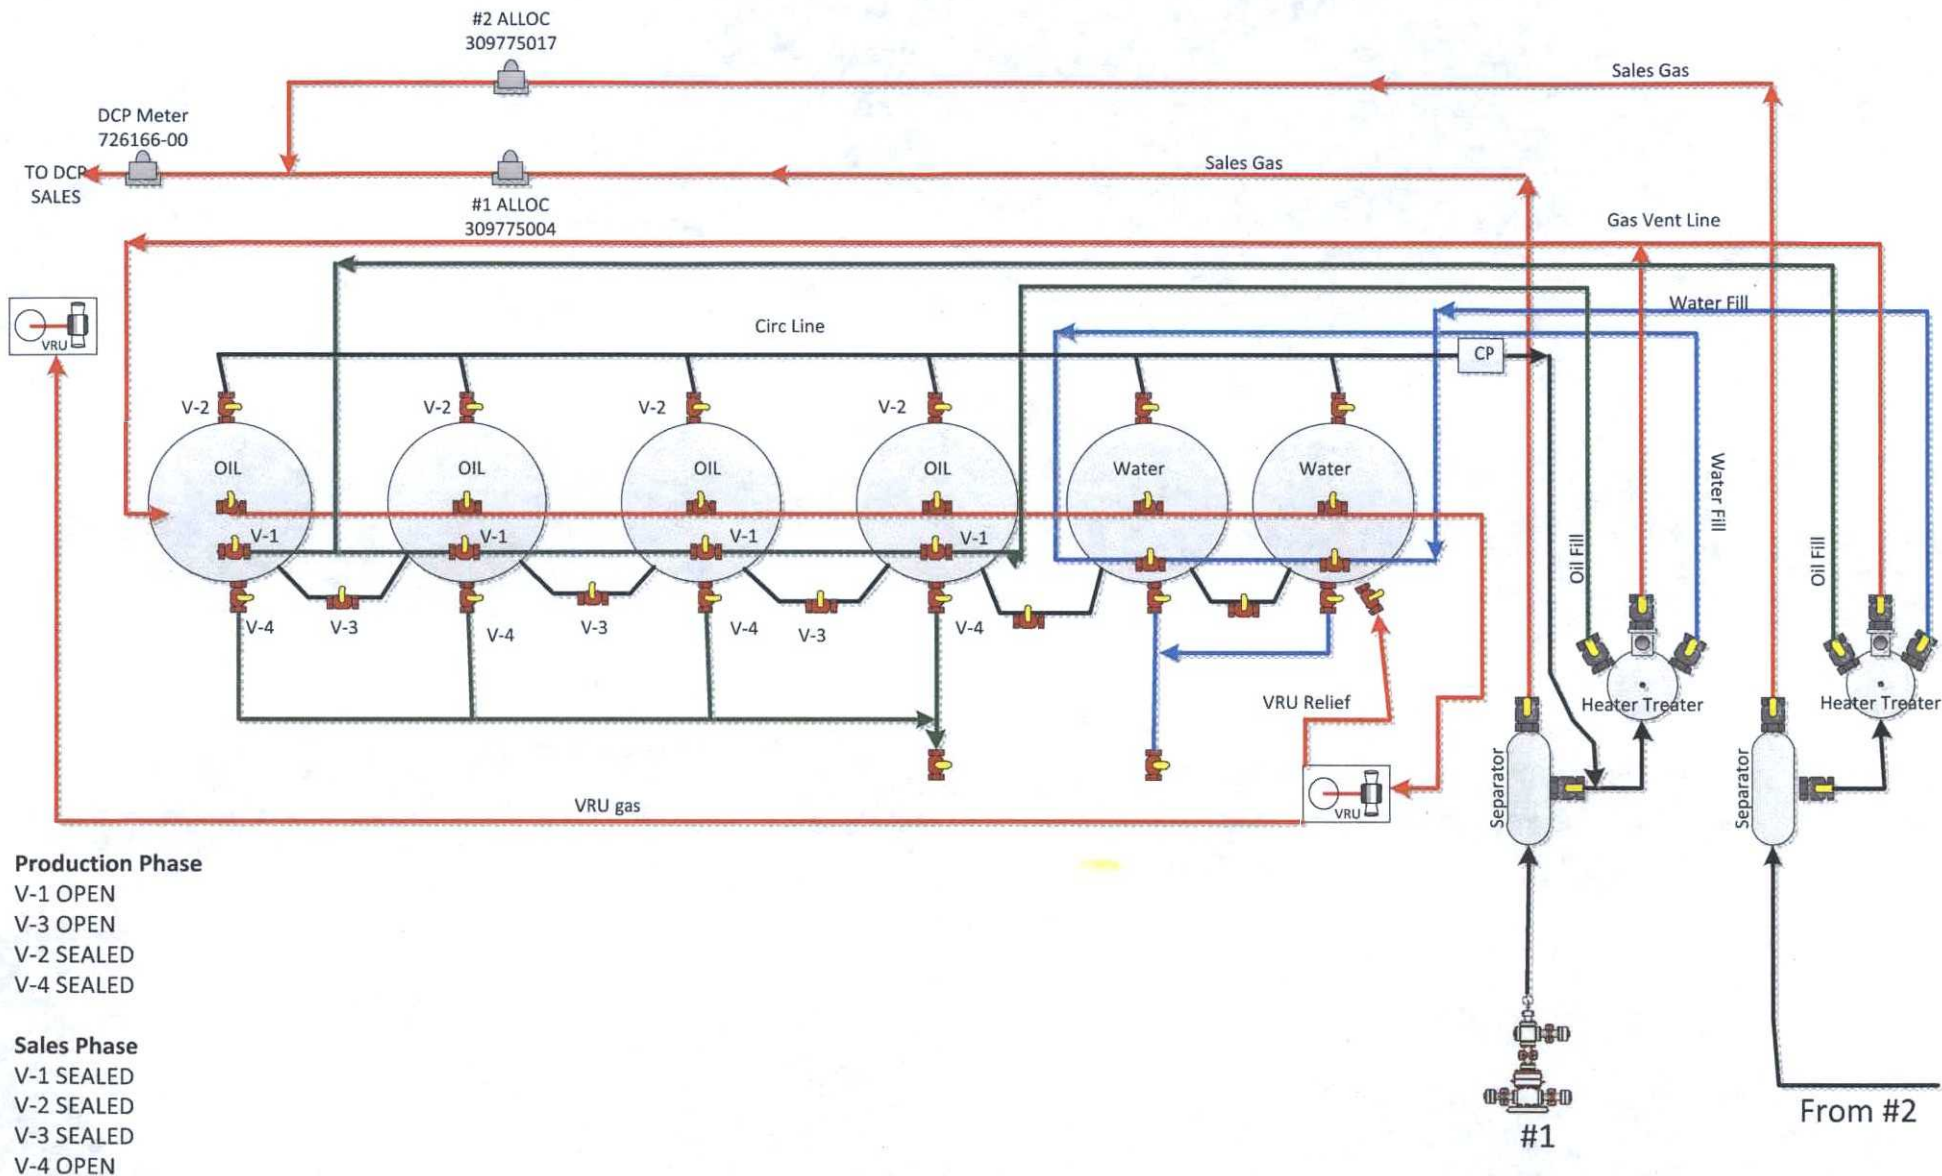 #2 ALLOC
309775017
Sales Gas
DCP Meter
726166-00
TO DCP
SALES
Sales Gas
#1 ALLOC
309775004
Gas Vent Line
Water Fill
Circ Line
CP
VRU
V-2
V-2
V-2
V-2
OIL
OIL
OIL
OIL
Water
Water
V-1
V-1
V-1
V-1
Water Fill
Oil Fill
Oil Fill
V-4
V-3
V-4
V-3
V-4
V-3
V-4
VRU Relief
Heater Treater
Heater Treater
Separator
Separator
VRU
VRU gas
Production Phase
V-1 OPEN
V-3 OPEN
V-2 SEALED
V-4 SEALED
Sales Phase
V-1 SEALED
V-2 SEALED
V-3 SEALED
V-4 OPEN
#1
From #2